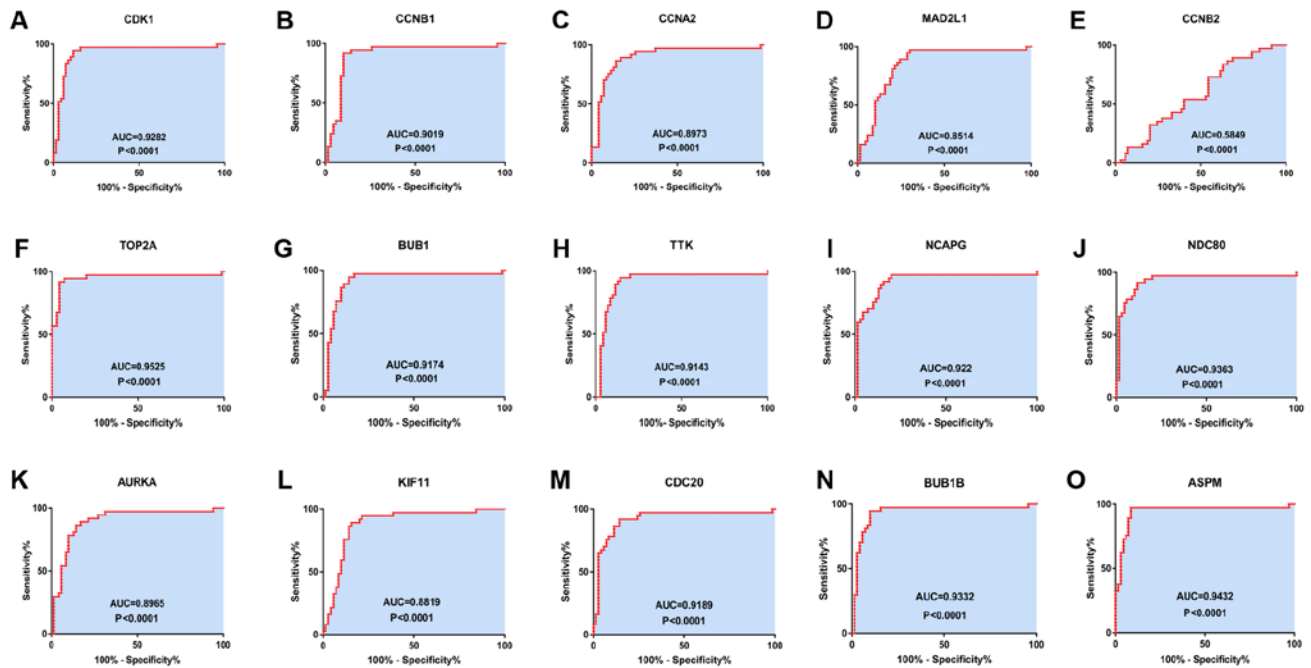 A CDK1
100
50
0
Sensitivity%
AUC=0.9282
P<0.0001
0 50 100
100% - Specificity%
B CCNB1
100
50
0
Sensitivity%
AUC=0.9019
P<0.0001
0 50 100
100% - Specificity%
C CCNA2
100
50
0
Sensitivity%
AUC=0.8973
P<0.0001
0 50 100
100% - Specificity%
D MAD2L1
100
50
0
Sensitivity%
AUC=0.8514
P<0.0001
0 50 100
100% - Specificity%
E CCNB2
100
50
0
Sensitivity%
AUC=0.5849
P<0.0001
0 50 100
100% - Specificity%
F TOP2A
100
50
0
Sensitivity%
AUC=0.9525
P<0.0001
0 50 100
100% - Specificity%
G BUB1
100
50
0
Sensitivity%
AUC=0.9174
P<0.0001
0 50 100
100% - Specificity%
H TTK
100
50
0
Sensitivity%
AUC=0.9143
P<0.0001
0 50 100
100% - Specificity%
I NCAPG
100
50
0
Sensitivity%
AUC=0.922
P<0.0001
0 50 100
100% - Specificity%
J NDC80
100
50
0
Sensitivity%
AUC=0.9363
P<0.0001
0 50 100
100% - Specificity%
K AURKA
100
50
0
Sensitivity%
AUC=0.8965
P<0.0001
0 50 100
100% - Specificity%
L KIF11
100
50
0
Sensitivity%
AUC=0.8819
P<0.0001
0 50 100
100% - Specificity%
M CDC20
100
50
0
Sensitivity%
AUC=0.9189
P<0.0001
0 50 100
100% - Specificity%
N BUB1B
100
50
0
Sensitivity%
AUC=0.9332
P<0.0001
0 50 100
100% - Specificity%
O ASPM
100
50
0
Sensitivity%
AUC=0.9432
P<0.0001
0 50 100
100% - Specificity%